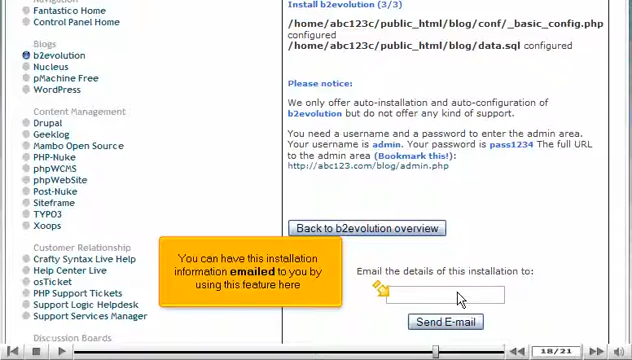 Navigation
Fantastico Home
Control Panel Home
Blogs
b2evolution
Nucleus
pMachine Free
WordPress
Content Management
Drupal
Geeklog
Mambo Open Source
PHP-Nuke
phpWCMS
phpWebSite
Post-Nuke
Siteframe
TYPO3
Xoops
Customer Relationship
Crafty Syntax Live Help
Help Center Live
osTicket
PHP Support Tickets
Support Logic Helpdesk
Support Services Manager
Discussion Boards
Install b2evolution (3/3)
/home/abc123c/public_html/blog/conf/_basic_config.php
configured
/home/abc123c/public_html/blog/data.sql configured
Please notice:
We only offer auto-installation and auto-configuration of
b2evolution but do not offer any kind of support.
You need a username and a password to enter the admin area.
Your username is admin. Your password is pass1234 The full URL
to the admin area (Bookmark this!):
http://abc123.com/blog/admin.php
Back to b2evolution overview
You can have this installation
information emailed to you by
using this feature here
Email the details of this installation to:
Send E-mail
18/21